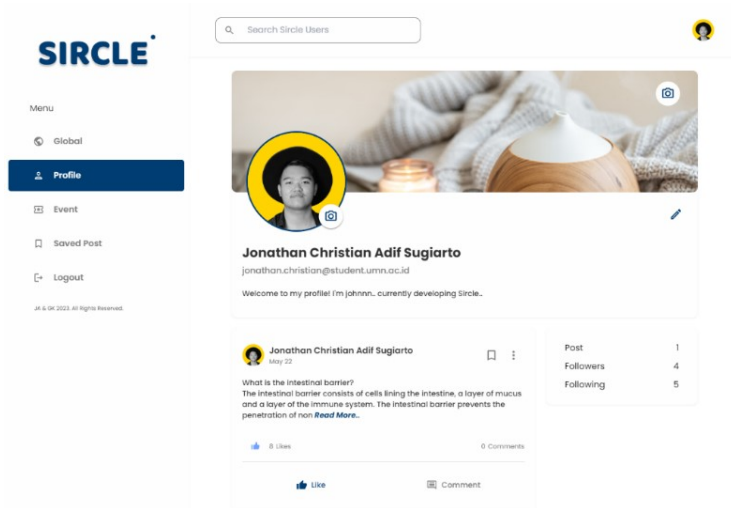 SIRCLE
Search Sircle Users
Menu
Global
Profile
Event
Saved Post
Logout
JK & GK 2023. All Rights Reserved.
Jonathan Christian Adif Sugiarto
jonathan.christian@student.umn.ac.id
Welcome to my profile! I'm johnnn.. currently developing Sircle..
Jonathan Christian Adif Sugiarto
May 22
What is the intestinal barrier?
The intestinal barrier consists of cells lining the intestine, a layer of mucus
and a layer of the immune system. The intestinal barrier prevents the
penetration of non Read More..
8 Likes
0 Comments
Like
Comment
Post 1
Followers 4
Following 5